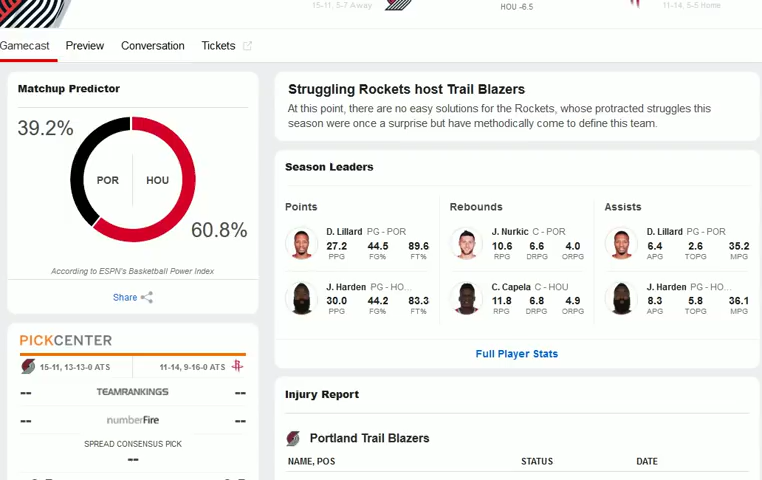 15-11, 5-7 Away
HOU -6.5
11-14, 5-5 Home
Gamecast
Preview
Conversation
Tickets
Matchup Predictor
39.2%
POR
HOU
60.8%
According to ESPN's Basketball Power Index
Share
PICKCENTER
15-11, 13-13-0 ATS
11-14, 9-16-0 ATS
--
TEAMRANKINGS
--
--
numberFire
--
SPREAD CONSENSUS PICK
--
Struggling Rockets host Trail Blazers
At this point, there are no easy solutions for the Rockets, whose protracted struggles this
season were once a surprise but have methodically come to define this team.
Season Leaders
Points
D. Lillard PG - POR
27.2 44.5 89.6
PPG FG% FT%
J. Harden PG - HO...
30.0 44.2 83.3
PPG FG% FT%
Rebounds
J. Nurkic C - POR
10.6 6.6 4.0
RPG DRPG ORPG
C. Capela C - HOU
11.8 6.8 4.9
RPG DRPG ORPG
Assists
D. Lillard PG - POR
6.4 2.6 35.2
APG TOPG MPG
J. Harden PG - HO...
8.3 5.8 36.1
APG TOPG MPG
Full Player Stats
Injury Report
Portland Trail Blazers
NAME, POS STATUS DATE